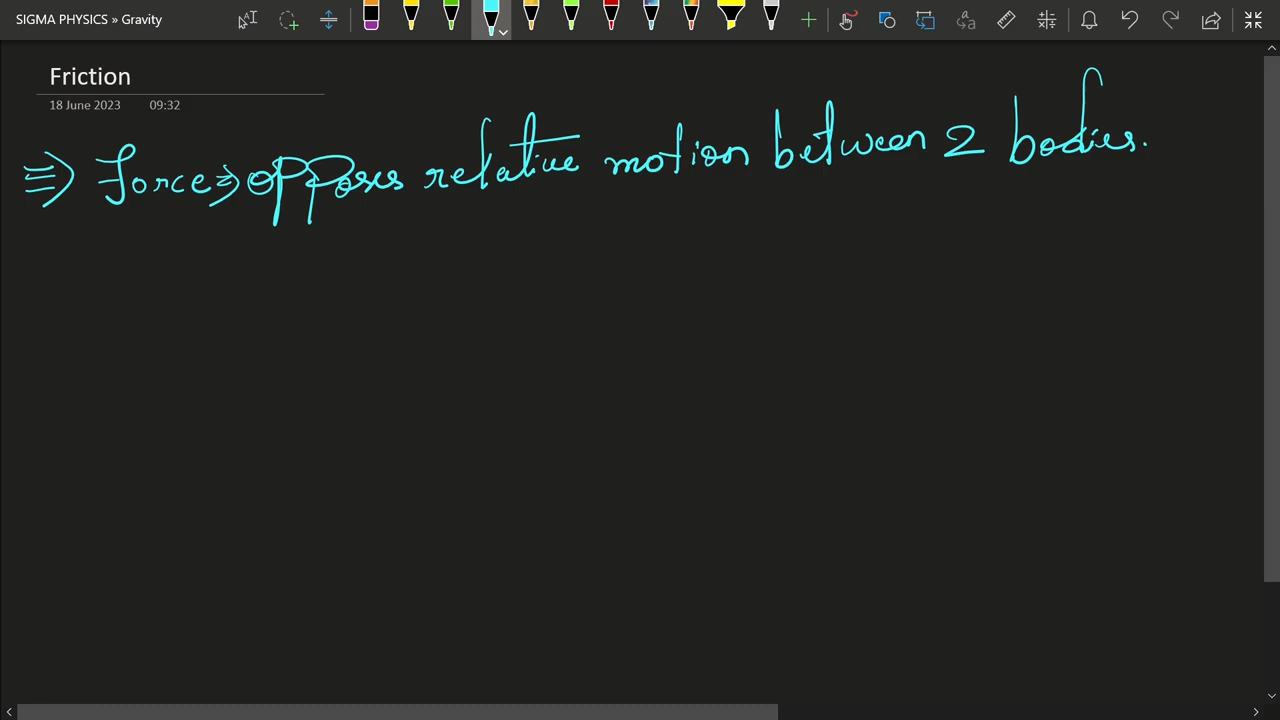 SIGMA PHYSICS » Gravity
Friction
18 June 2023 09:32
⇒ force ⇒ opposes relative motion between 2 bodies.